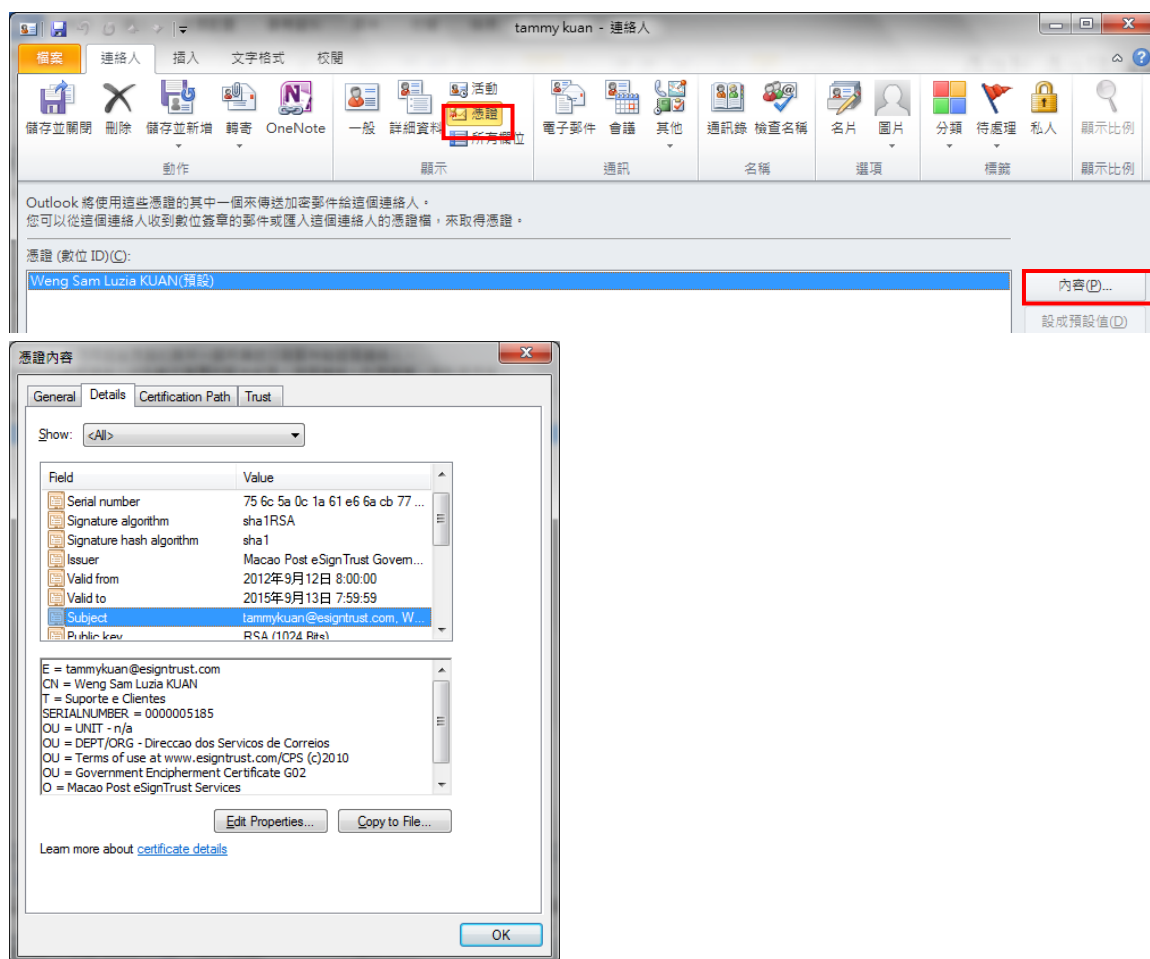 tammy kuan - 連絡人
檔案 連絡人 插入 文字格式 校閱
儲存並關閉 刪除 儲存並新增 轉寄 OneNote 一般 詳細資料 活動 憑證 所有欄位 電子郵件 會議 其他 通訊錄 檢查名稱 名片 圖片 分類 待處理 私人 顯示比例
動作 顯示 通訊 名稱 選項 標籤 顯示比例
Outlook 將使用這些憑證的其中一個來傳送加密郵件給這個連絡人。
您可以從這個連絡人收到數位簽章的郵件或匯入這個連絡人的憑證檔，來取得憑證。
憑證 (數位 ID)(C):
Weng Sam Luzia KUAN(預設)
內容(P)...
設成預設值(D)
憑證內容
General Details Certification Path Trust
Show: <All>
Field Value
Serial number 75 6c 5a 0c 1a 61 e6 6a cb 77 ...
Signature algorithm sha1RSA
Signature hash algorithm sha1
Issuer Macao Post eSignTrust Govern...
Valid from 2012年9月12日 8:00:00
Valid to 2015年9月13日 7:59:59
Subject tammykuan@esigntrust.com, W...
Public key RSA (1024 Bits)
E = tammykuan@esigntrust.com
CN = Weng Sam Luzia KUAN
T = Suporte e Clientes
SERIALNUMBER = 0000005185
OU = UNIT - n/a
OU = DEPT/ORG - Direccao dos Servicos de Correios
OU = Terms of use at www.esigntrust.com/CPS (c)2010
OU = Government Encipherment Certificate G02
O = Macao Post eSignTrust Services
Edit Properties... Copy to File...
Learn more about certificate details
OK